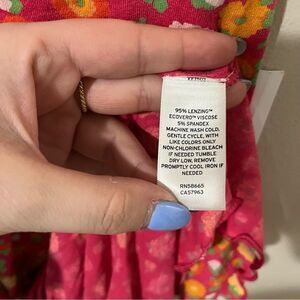 95% LENZING™
ECOVERO™ VISCOSE
5% SPANDEX
MACHINE WASH COLD,
GENTLE CYCLE, WITH
LIKE COLORS ONLY
NON-CHLORINE BLEACH
IF NEEDED TUMBLE
DRY LOW, REMOVE
PROMPTLY COOL IRON IF
NEEDED
RN58665
CA57963